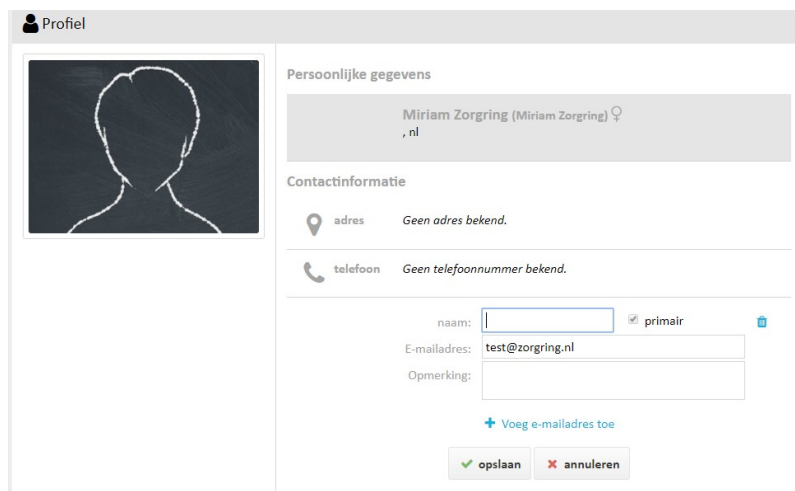 Profiel
Persoonlijke gegevens
Miriam Zorgring (Miriam Zorgring)
, nl
Contactinformatie
adres Geen adres bekend.
telefoon Geen telefoonnummer bekend.
naam: primair
E-mailadres: test@zorgring.nl
Opmerking:
Voeg e-mailadres toe
opslaan annuleren